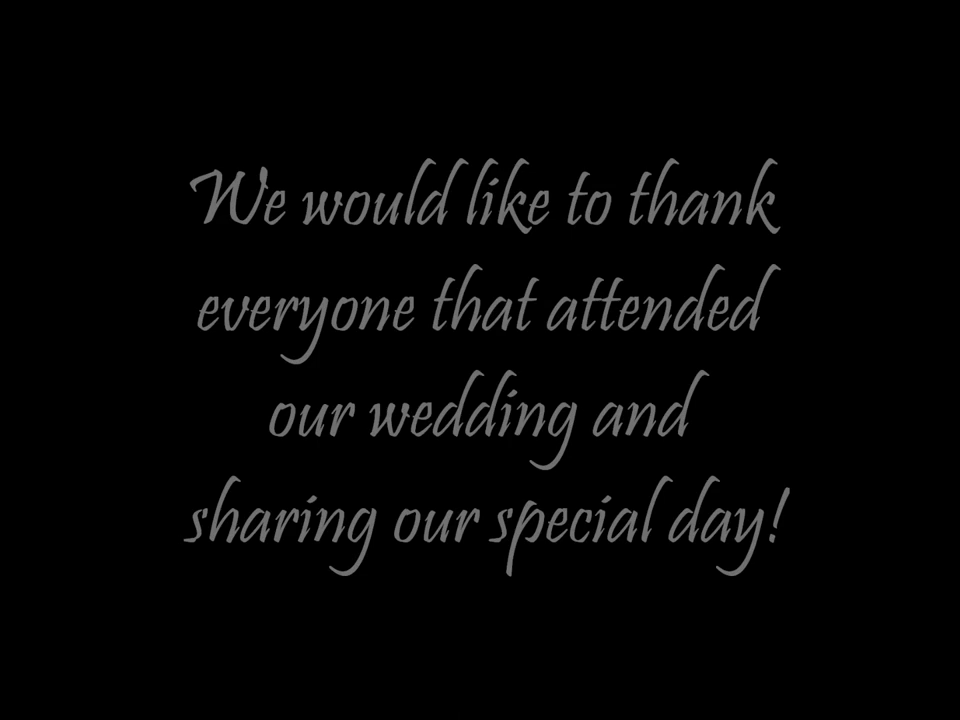 We would like to thank
everyone that attended
our wedding and
sharing our special day!